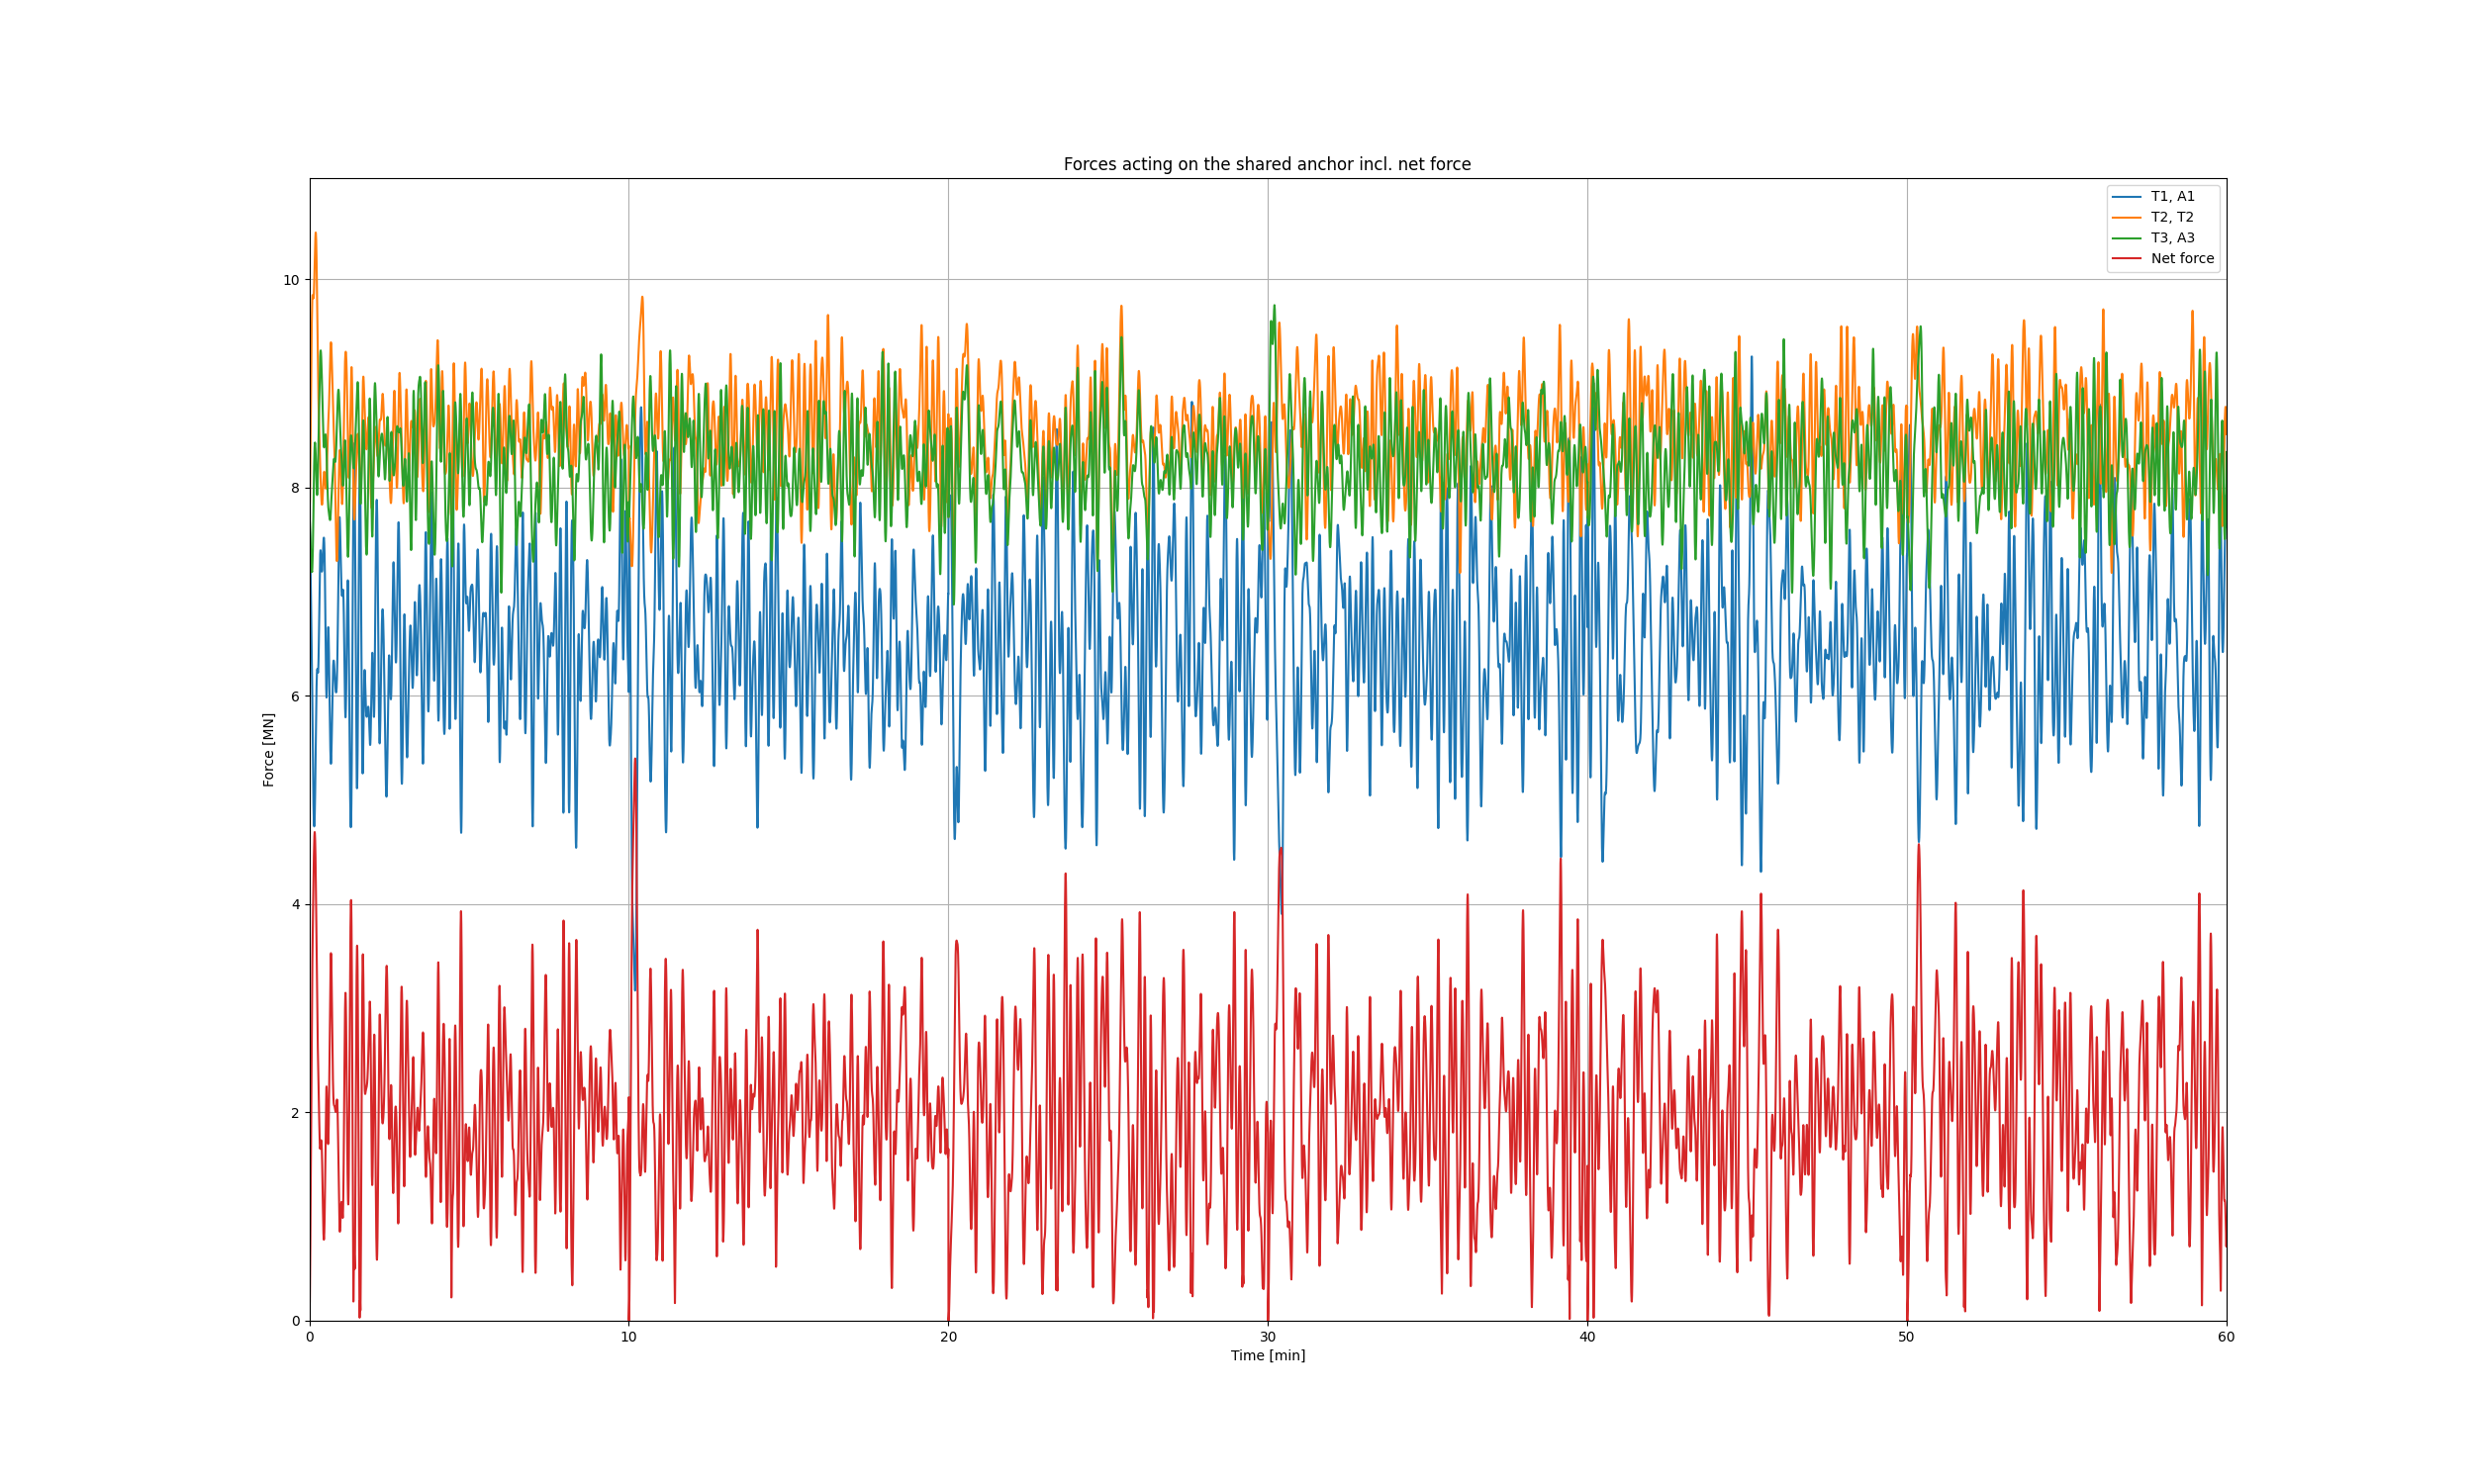 Forces acting on the shared anchor incl. net force
T1, A1
T2, T2
T3, A3
Net force
Force [MN]
10
8
6
4
2
0
0 10 20 30 40 50 60
Time [min]